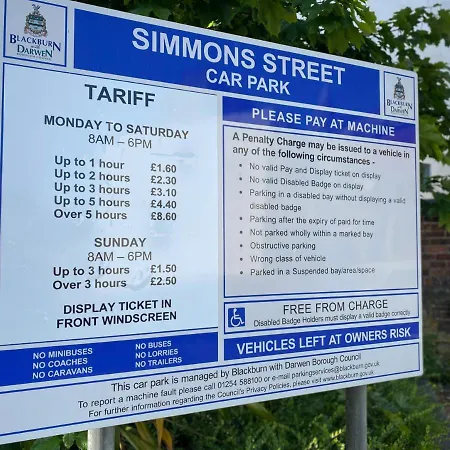 BLACKBURN
WITH
DARWEN
SIMMONS STREET
CAR PARK
BLACKBURN
WITH
DARWEN
TARIFF
MONDAY TO SATURDAY
8AM – 6PM
Up to 1 hour £1.60
Up to 2 hours £2.30
Up to 3 hours £3.10
Up to 5 hours £4.40
Over 5 hours £8.60
SUNDAY
8AM – 6PM
Up to 3 hours £1.50
Over 3 hours £2.50
DISPLAY TICKET IN
FRONT WINDSCREEN
NO MINIBUSES NO BUSES
NO COACHES NO LORRIES
NO CARAVANS NO TRAILERS
PLEASE PAY AT MACHINE
A Penalty Charge may be issued to a vehicle in
any of the following circumstances -
• No valid Pay and Display ticket on display
• No valid Disabled Badge on display
• Parking in a disabled bay without displaying a valid
disabled badge
• Parking after the expiry of paid for time
• Not parked wholly within a marked bay
• Obstructive parking
• Wrong class of vehicle
• Parked in a Suspended bay/area/space
FREE FROM CHARGE
Disabled Badge Holders must display a valid badge correctly
VEHICLES LEFT AT OWNERS RISK
This car park is managed by Blackburn with Darwen Borough Council
To report a machine fault please call 01254 588100 or e-mail parkingservices@blackburn.gov.uk
For further information regarding the Council's Privacy Policies, please visit www.blackburn.gov.uk